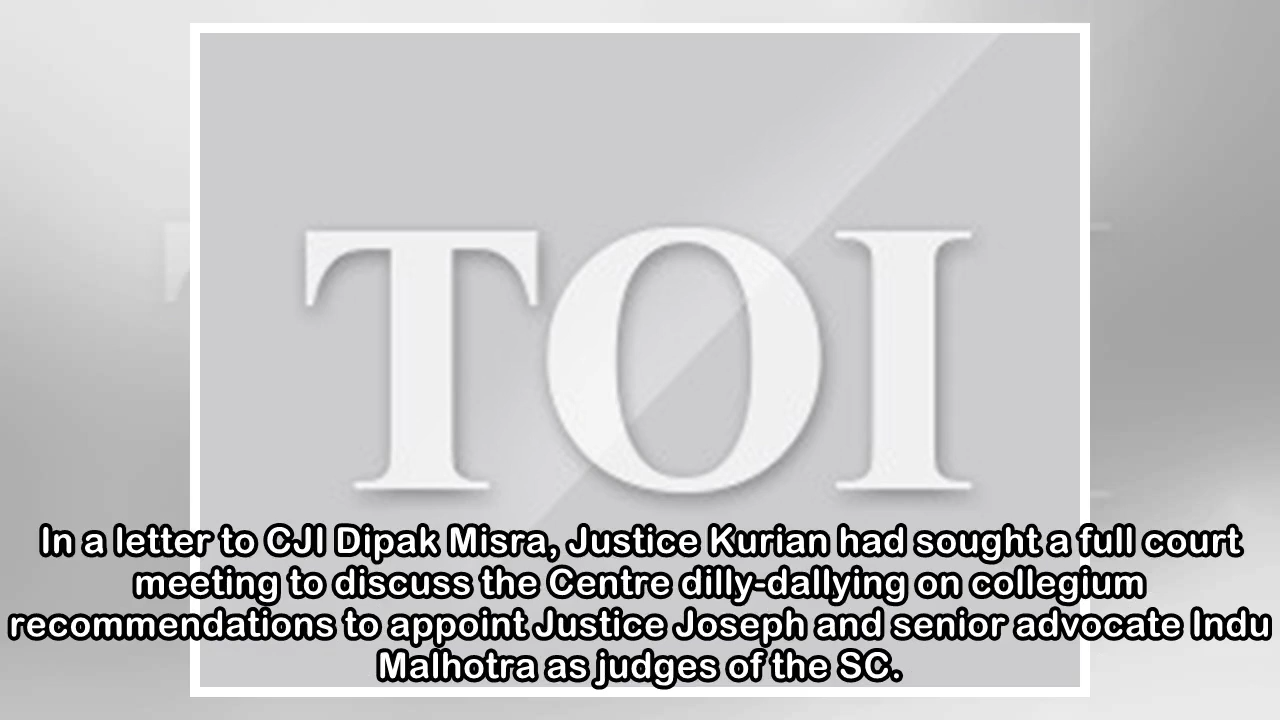 TOI
In a letter to CJI Dipak Misra, Justice Kurian had sought a full court
meeting to discuss the Centre dilly-dallying on collegium
recommendations to appoint Justice Joseph and senior advocate Indu
Malhotra as judges of the SC.